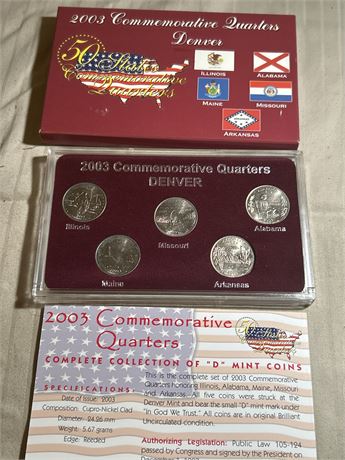 2003 Commemorative Quarters
Denver
50 State
Commemorative
Quarters
ILLINOIS
ALABAMA
MAINE
MISSOURI
ARKANSAS
2003 Commemorative Quarters
DENVER
Illinois
Missouri
Alabama
Maine
Arkansas
2003 Commemorative
Quarters
COMPLETE COLLECTION OF "D" MINT COINS
SPECIFICATIONS:
Date of Issue: 2003
Composition: Cupro-Nickel Clad
Diameter: 24.26 mm
Weight: 5.67 grams
Edge: Reeded
This is the complete set of 2003 Commemorative
Quarters honoring Illinois, Alabama, Maine, Missouri
and, Arkansas. All five coins were struck at the
Denver Mint and bear the small "D" mint mark under
"In God We Trust". All coins are in original Brilliant
Uncirculated condition.
Authorizing Legislation: Public Law 105-124
passed by Congress and signed by the President on